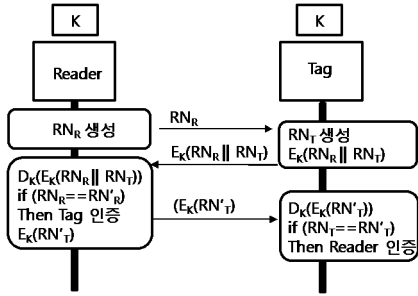 K
K
Reader
Tag
RN_R 생성
RN_R
RN_T 생성
E_K(RN_R ‖ RN_T)
E_K(RN_R ‖ RN_T)
D_K(E_K(RN_R ‖ RN_T))
if (RN_R==RN'_R)
Then Tag 인증
E_K(RN'_T)
(E_K(RN'_T)
D_K(E_K(RN'_T))
if (RN_T==RN'_T)
Then Reader 인증